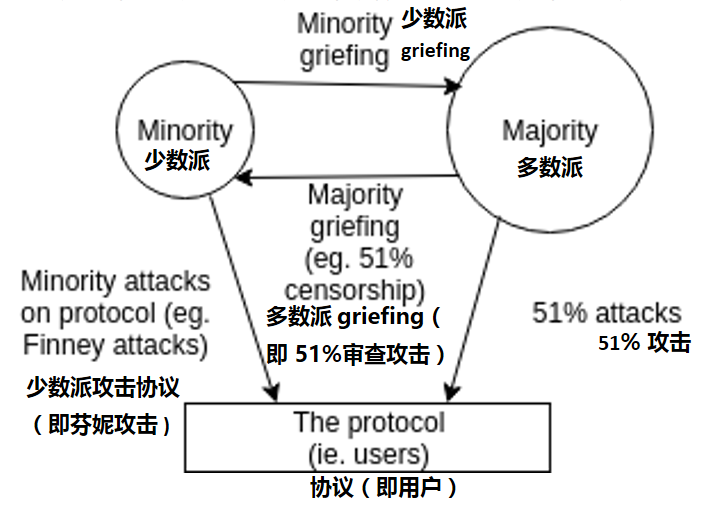 Minority 少数派
griefing griefing
Minority
少数派
Majority
多数派
Majority
griefing
(eg. 51%
censorship)
多数派 griefing（
即 51%审查攻击）
Minority attacks
on protocol (eg.
Finney attacks)
少数派攻击协议
（即芬妮攻击)
51% attacks
51% 攻击
The protocol
(ie. users)
协议（即用户）